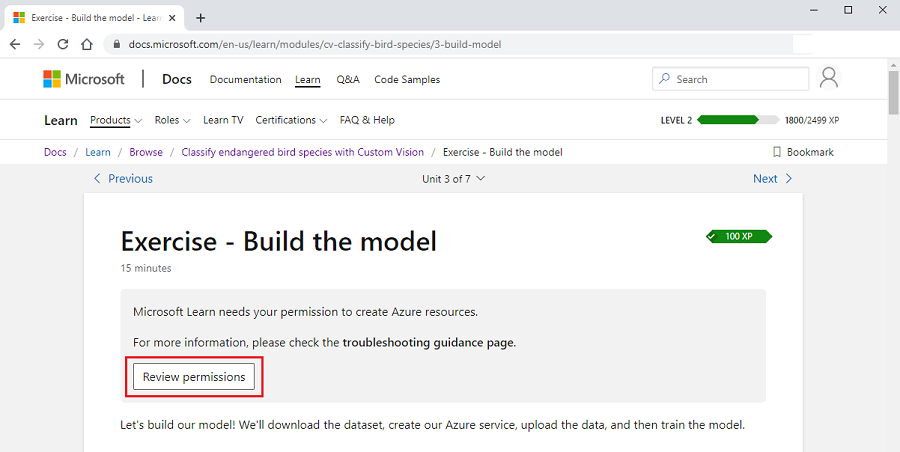 Exercise - Build the model - Lear
docs.microsoft.com/en-us/learn/modules/cv-classify-bird-species/3-build-model
Microsoft Docs Documentation Learn Q&A Code Samples Search
Learn Products Roles Learn TV Certifications FAQ & Help LEVEL 2 1800/2499 XP
Docs / Learn / Browse / Classify endangered bird species with Custom Vision / Exercise - Build the model Bookmark
Previous Unit 3 of 7 Next
Exercise - Build the model 100 XP
15 minutes
Microsoft Learn needs your permission to create Azure resources.
For more information, please check the troubleshooting guidance page.
Review permissions
Let's build our model! We'll download the dataset, create our Azure service, upload the data, and then train the model.